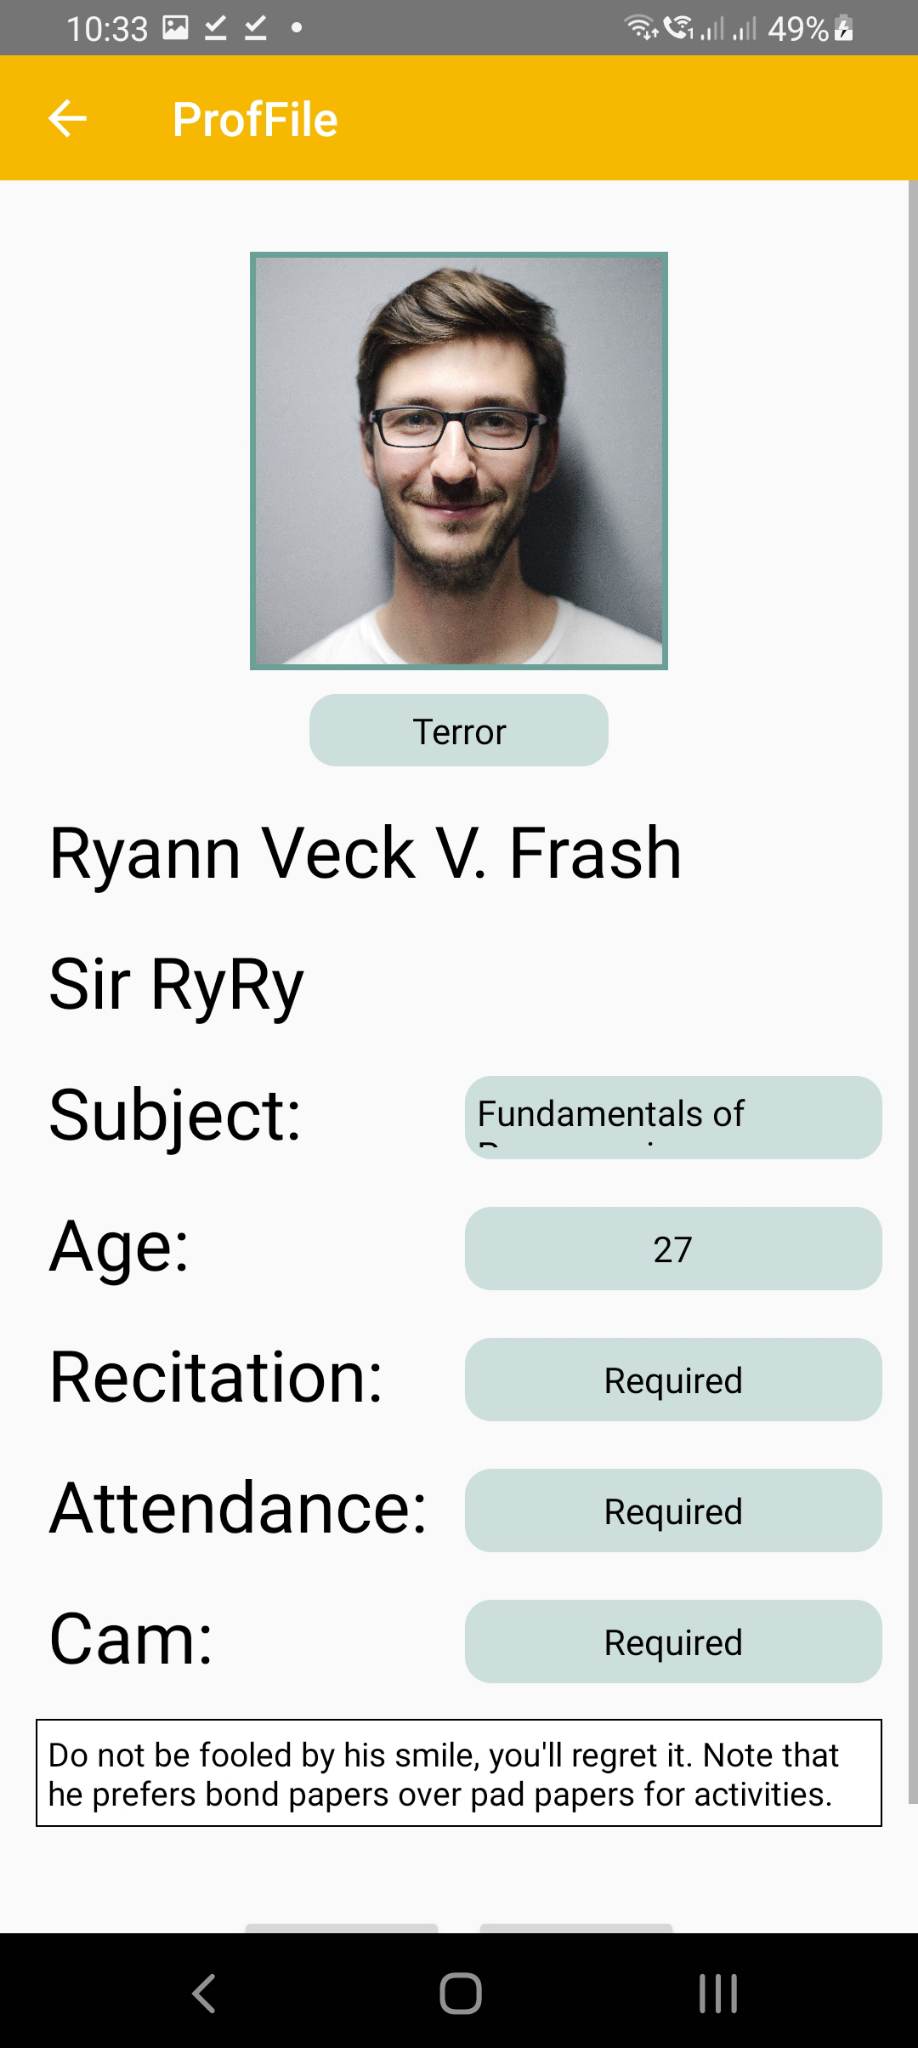 10:33 49%
ProfFile
Terror
Ryann Veck V. Frash
Sir RyRy
Subject: Fundamentals of
Age: 27
Recitation: Required
Attendance: Required
Cam: Required
Do not be fooled by his smile, you'll regret it. Note that
he prefers bond papers over pad papers for activities.